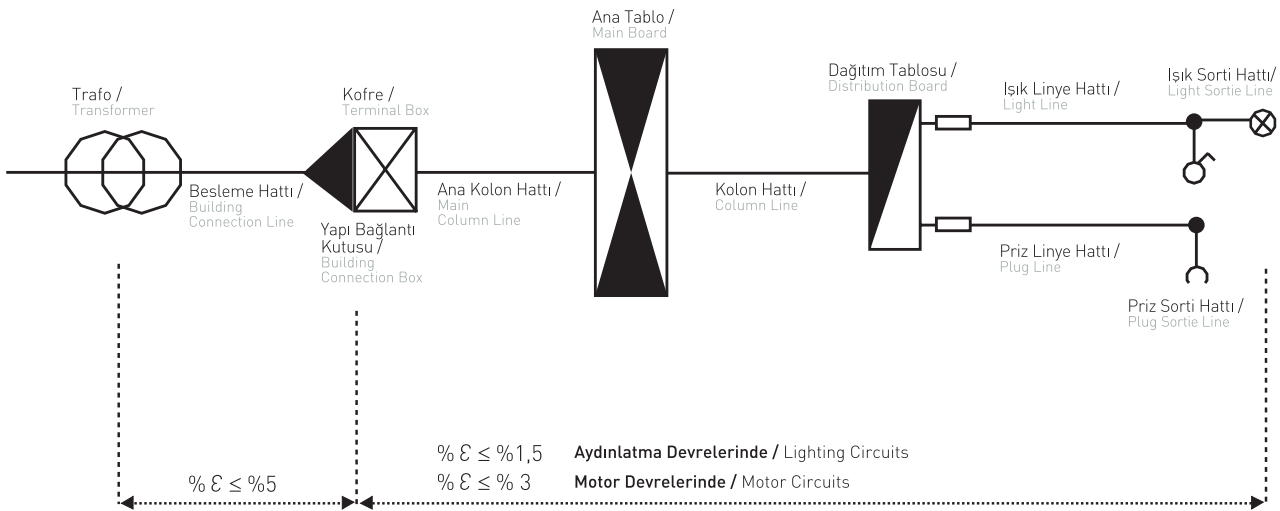 Ana Tablo /
Main Board
Trafo /
Transformer
Kofre /
Terminal Box
Dağıtım Tablosu /
Distribution Board
Işık Linye Hattı /
Light Line
Işık Sorti Hattı/
Light Sortie Line
Besleme Hattı /
Building
Connection Line
Yapı Bağlantı
Kutusu /
Building
Connection Box
Ana Kolon Hattı /
Main
Column Line
Kolon Hattı /
Column Line
Priz Linye Hattı /
Plug Line
Priz Sorti Hattı /
Plug Sortie Line
% Ɛ ≤ %5
% Ɛ ≤ %1,5 Aydınlatma Devrelerinde / Lighting Circuits
% Ɛ ≤ % 3 Motor Devrelerinde / Motor Circuits